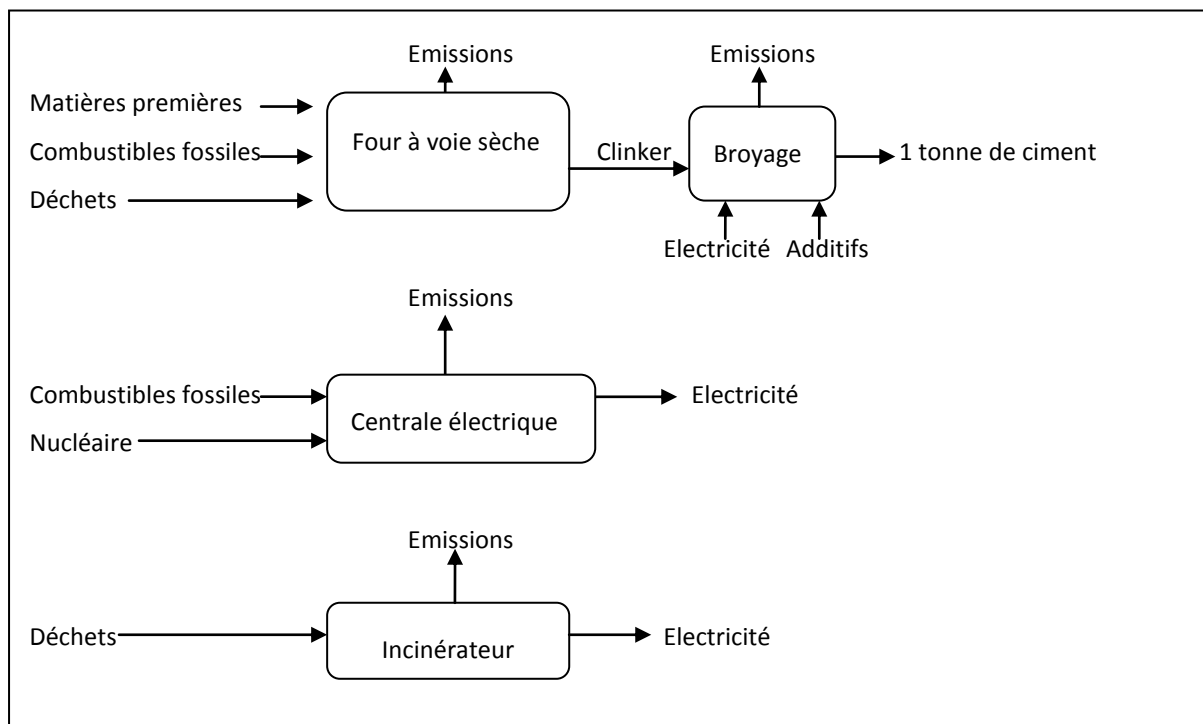 Emissions
Emissions
Matières premières
Four à voie sèche
Combustibles fossiles
Clinker
Broyage
1 tonne de ciment
Déchets
Electricité
Additifs
Emissions
Combustibles fossiles
Electricité
Centrale électrique
Nucléaire
Emissions
Déchets
Incinérateur
Electricité